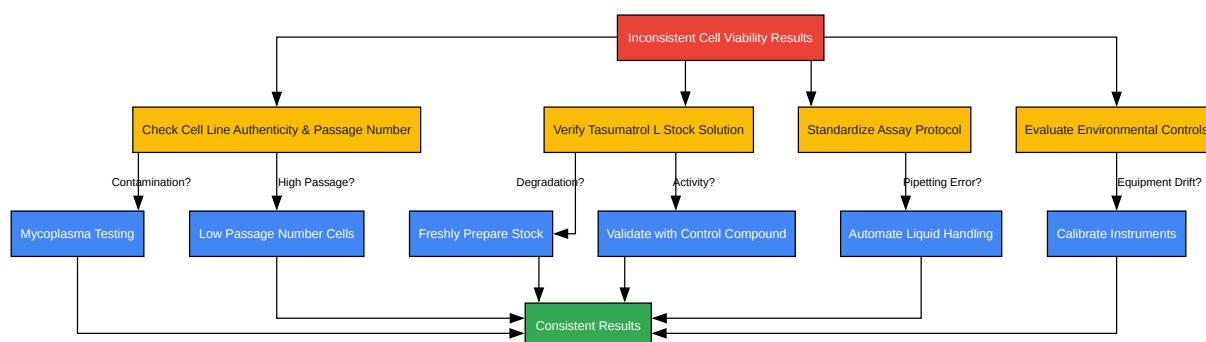 Inconsistent Cell Viability Results
Check Cell Line Authenticity & Passage Number
Verify Tasumatrol L Stock Solution
Standardize Assay Protocol
Evaluate Environmental Controls
Contamination?
High Passage?
Degradation?
Activity?
Pipetting Error?
Equipment Drift?
Mycoplasma Testing
Low Passage Number Cells
Freshly Prepare Stock
Validate with Control Compound
Automate Liquid Handling
Calibrate Instruments
Consistent Results